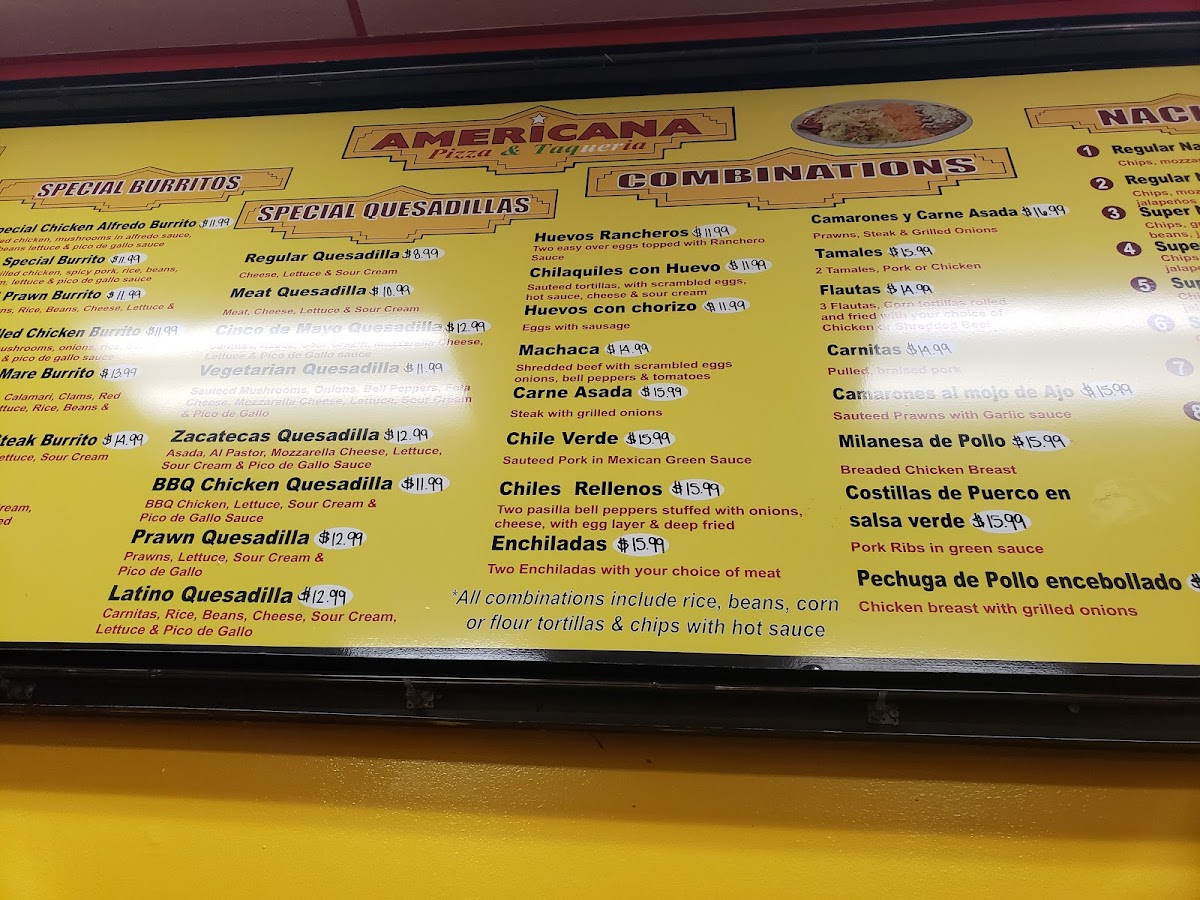 AMERICANA
Pizza & Taqueria
SPECIAL BURRITOS
Special Chicken Alfredo Burrito $11.99
chicken, mushrooms in alfredo sauce,
beans lettuce & pico de gallo sauce
Special Burrito $11.99
chicken, spicy pork, rice, beans,
lettuce & pico de gallo sauce
Prawn Burrito $11.99
Rice, Beans, Cheese, Lettuce &
Chicken Burrito $11.99
mushrooms, onions,
& pico de gallo sauce
Mare Burrito $13.99
Calamari, Clams, Red
Rice, Beans &
Steak Burrito $14.99
Lettuce, Sour Cream
SPECIAL QUESADILLAS
Regular Quesadilla $8.99
Cheese, Lettuce & Sour Cream
Meat Quesadilla $10.99
Meat, Cheese, Lettuce & Sour Cream
Cinco de Mayo Quesadilla $12.99
Mozzarella Cheese,
Lettuce & Pico de Gallo sauce
Vegetarian Quesadilla $11.99
Sauteed Mushrooms, Onions, Bell Peppers, Feta
Cheese, Mozzarella Cheese, Lettuce, Sour Cream
& Pico de Gallo
Zacatecas Quesadilla $12.99
Asada, Al Pastor, Mozzarella Cheese, Lettuce,
Sour Cream & Pico de Gallo Sauce
BBQ Chicken Quesadilla $11.99
BBQ Chicken, Lettuce, Sour Cream &
Pico de Gallo Sauce
Prawn Quesadilla $12.99
Prawns, Lettuce, Sour Cream &
Pico de Gallo
Latino Quesadilla $12.99
Carnitas, Rice, Beans, Cheese, Sour Cream,
Lettuce & Pico de Gallo
COMBINATIONS
Huevos Rancheros $11.99
Two easy over eggs topped with Ranchero
Sauce
Chilaquiles con Huevo $11.99
Sauteed tortillas, with scrambled eggs,
hot sauce, cheese & sour cream
Huevos con chorizo $11.99
Eggs with sausage
Machaca $14.99
Shredded beef with scrambled eggs
onions, bell peppers & tomatoes
Carne Asada $15.99
Steak with grilled onions
Chile Verde $15.99
Sauteed Pork in Mexican Green Sauce
Chiles Rellenos $15.99
Two pasilla bell peppers stuffed with onions,
cheese, with egg layer & deep fried
Enchiladas $15.99
Two Enchiladas with your choice of meat
*All combinations include rice, beans, corn
or flour tortillas & chips with hot sauce
Camarones y Carne Asada $16.99
Prawns, Steak & Grilled Onions
Tamales $15.99
2 Tamales, Pork or Chicken
Flautas $14.99
3 Flautas, Corn tortillas rolled
and fried with your choice of
Chicken or Shredded Beef
Carnitas $14.99
Pulled, braised pork
Camarones al mojo de Ajo $15.99
Sauteed Prawns with Garlic sauce
Milanesa de Pollo $15.99
Breaded Chicken Breast
Costillas de Puerco en
salsa verde $15.99
Pork Ribs in green sauce
Pechuga de Pollo encebollado $
Chicken breast with grilled onions
1 Regular
Chips,
2 Regular
Chips,
jalapeños
3 Super
Chips,
beans,
4
Chips,
5
6
7
8